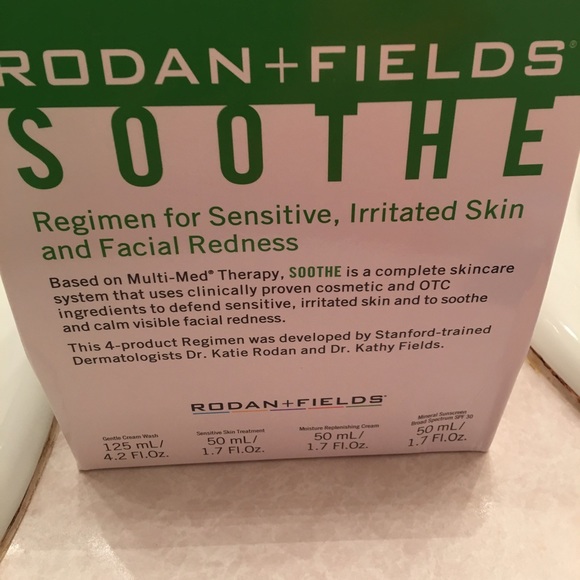 RODAN+FIELDS®
SOOTHE
Regimen for Sensitive, Irritated Skin
and Facial Redness
Based on Multi-Med® Therapy, SOOTHE is a complete skincare
system that uses clinically proven cosmetic and OTC
ingredients to defend sensitive, irritated skin and to soothe
and calm visible facial redness.
This 4-product Regimen was developed by Stanford-trained
Dermatologists Dr. Katie Rodan and Dr. Kathy Fields.
RODAN+FIELDS®
Gentle Cream Wash
125 mL/
4.2 Fl.Oz.
Sensitive Skin Treatment
50 mL/
1.7 Fl.Oz.
Moisture Replenishing Cream
50 mL/
1.7 Fl.Oz.
Mineral Sunscreen
Broad Spectrum SPF 30
50 mL/
1.7 Fl.Oz.